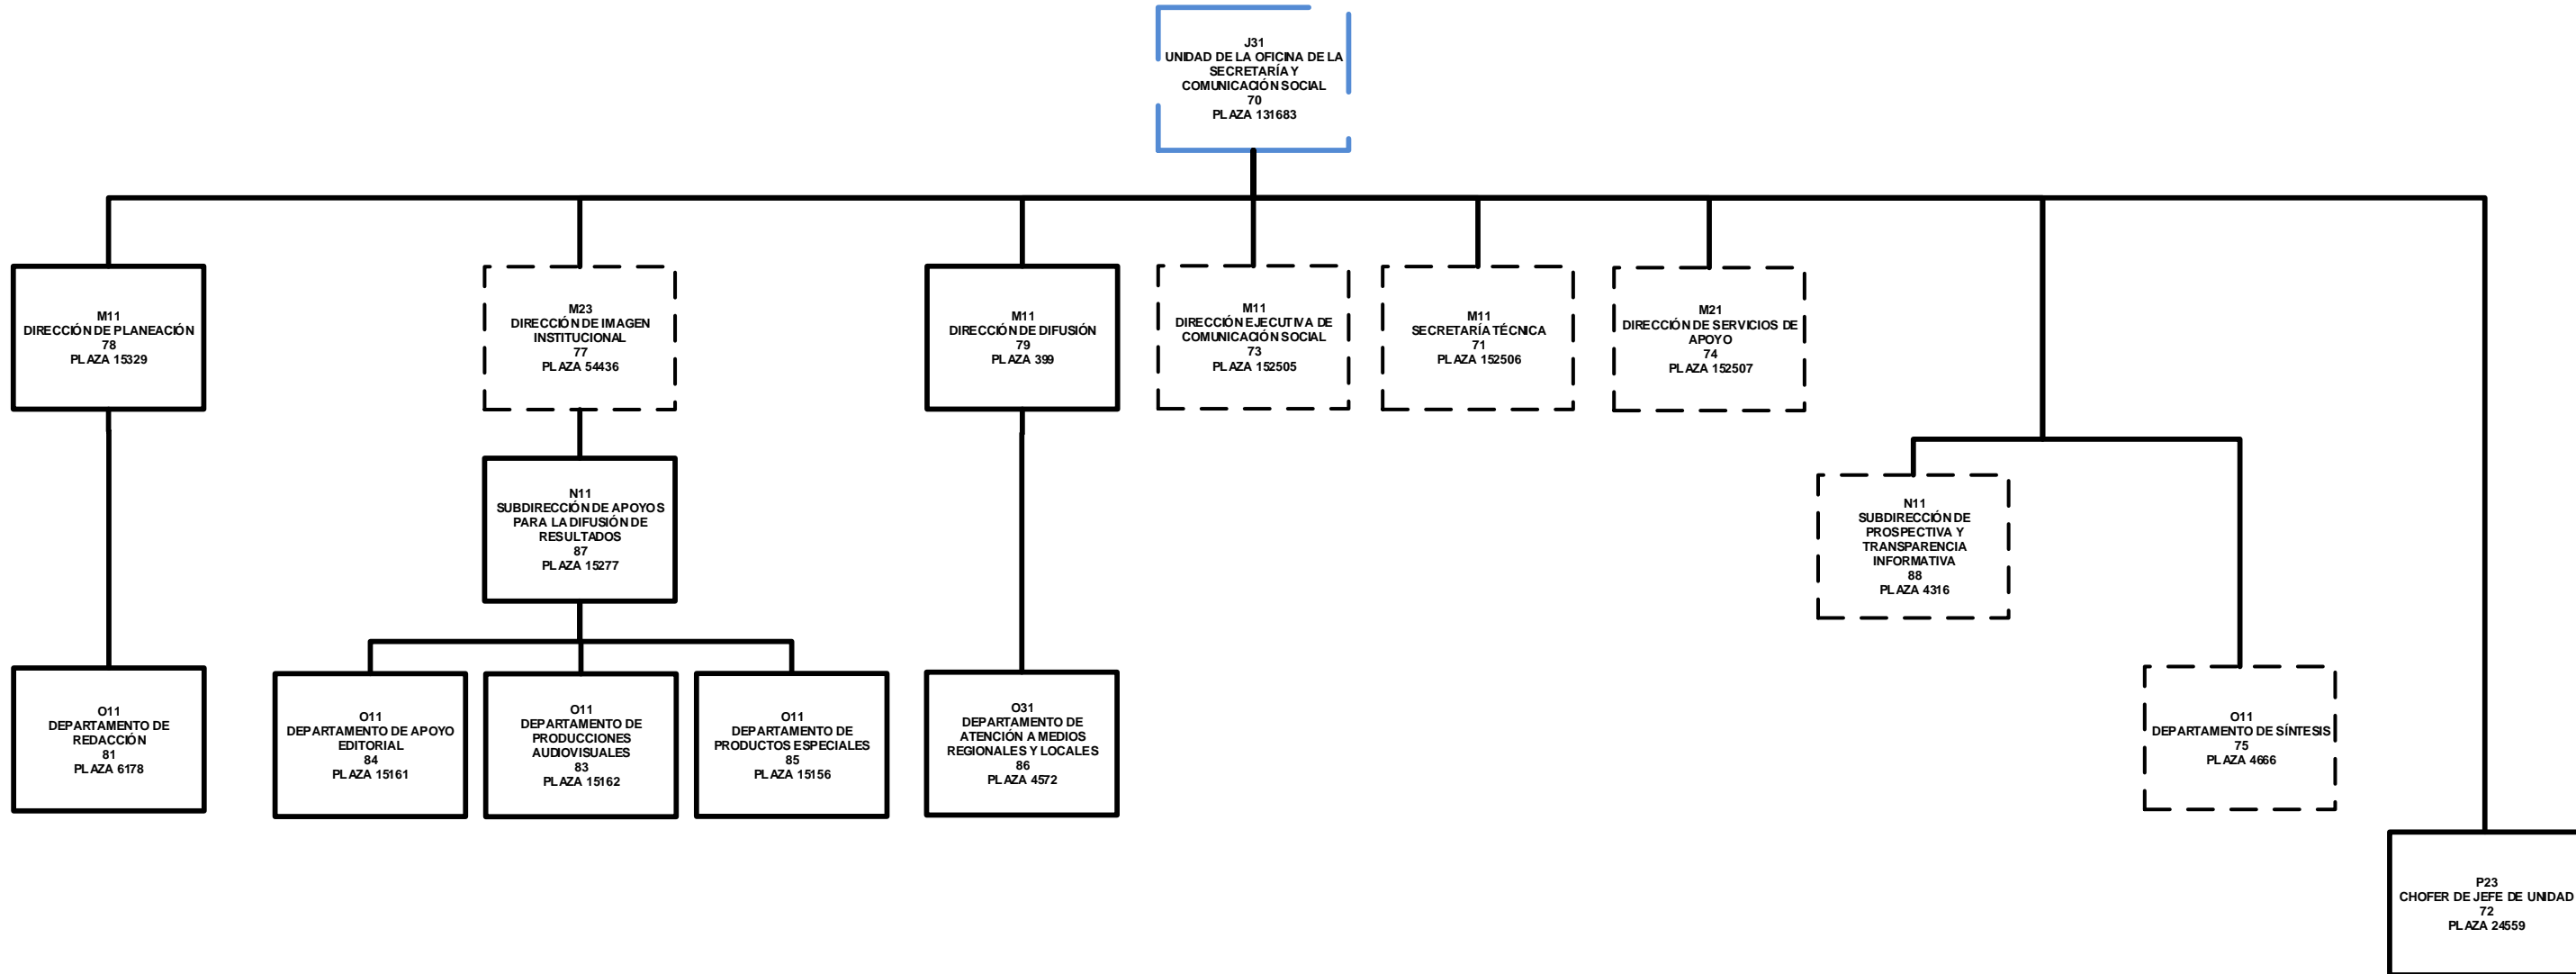 J31
UNIDAD DE LA OFICINA DE LA
SECRETARÍA Y
COMUNICACIÓN SOCIAL
70
PLAZA 131683
M11
DIRECCIÓN DE PLANEACIÓN
78
PLAZA 15329
M23
DIRECCIÓN DE IMAGEN
INSTITUCIONAL
77
PLAZA 54436
M11
DIRECCIÓN DE DIFUSIÓN
79
PLAZA 399
M11
DIRECCIÓN EJECUTIVA DE
COMUNICACIÓN SOCIAL
73
PLAZA 152505
M11
SECRETARÍA TÉCNICA
71
PLAZA 152506
M21
DIRECCIÓN DE SERVICIOS DE
APOYO
74
PLAZA 152507
N11
SUBDIRECCIÓN DE APOYOS
PARA LA DIFUSIÓN DE
RESULTADOS
87
PLAZA 15277
N11
SUBDIRECCIÓN DE
PROSPECTIVA Y
TRANSPARENCIA
INFORMATIVA
88
PLAZA 4316
O11
DEPARTAMENTO DE
REDACCIÓN
81
PLAZA 6178
O11
DEPARTAMENTO DE APOYO
EDITORIAL
84
PLAZA 15161
O11
DEPARTAMENTO DE
PRODUCCIONES
AUDIOVISUALES
83
PLAZA 15162
O11
DEPARTAMENTO DE
PRODUCTOS ESPECIALES
85
PLAZA 15156
O31
DEPARTAMENTO DE
ATENCIÓN A MEDIOS
REGIONALES Y LOCALES
86
PLAZA 4572
O11
DEPARTAMENTO DE SÍNTESIS
75
PLAZA 4666
P23
CHOFER DE JEFE DE UNIDAD
72
PLAZA 24559